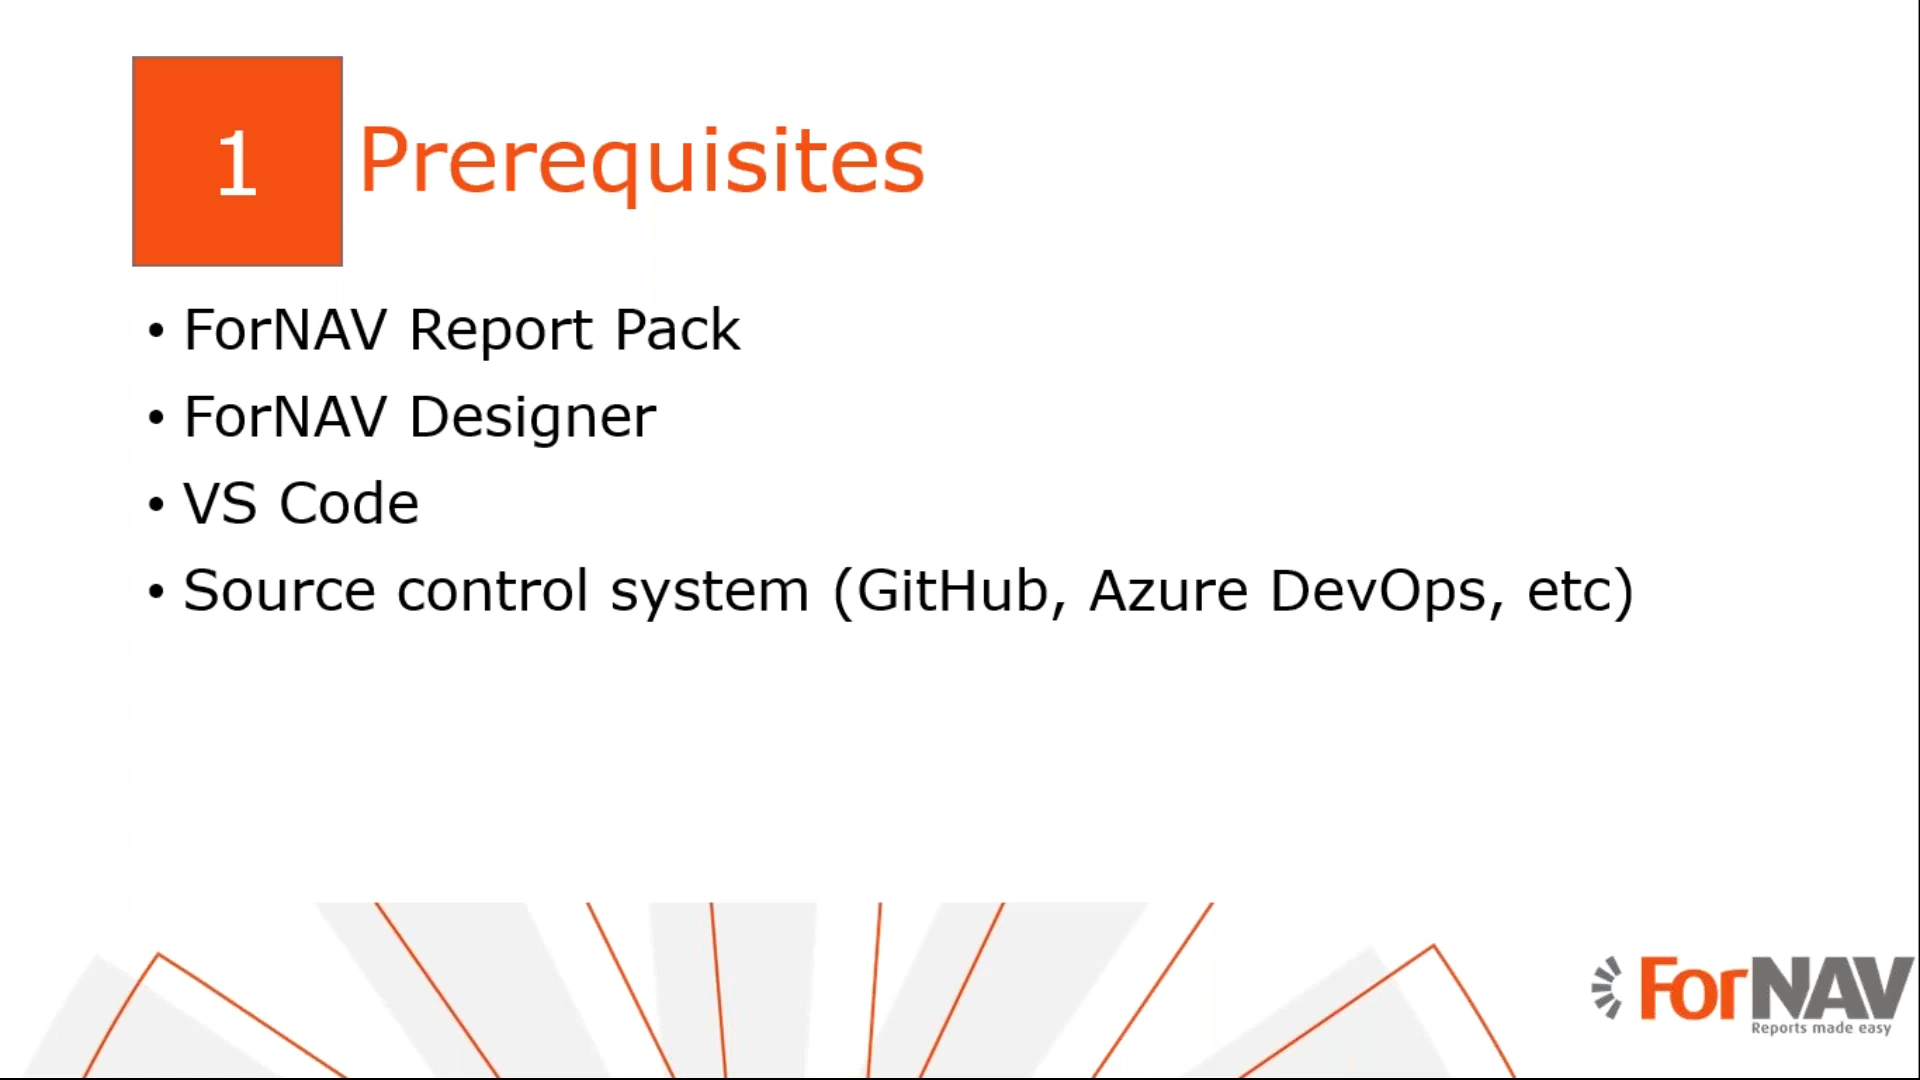 1 Prerequisites
• ForNAV Report Pack
• ForNAV Designer
• VS Code
• Source control system (GitHub, Azure DevOps, etc)
ForNAV
Reports made easy